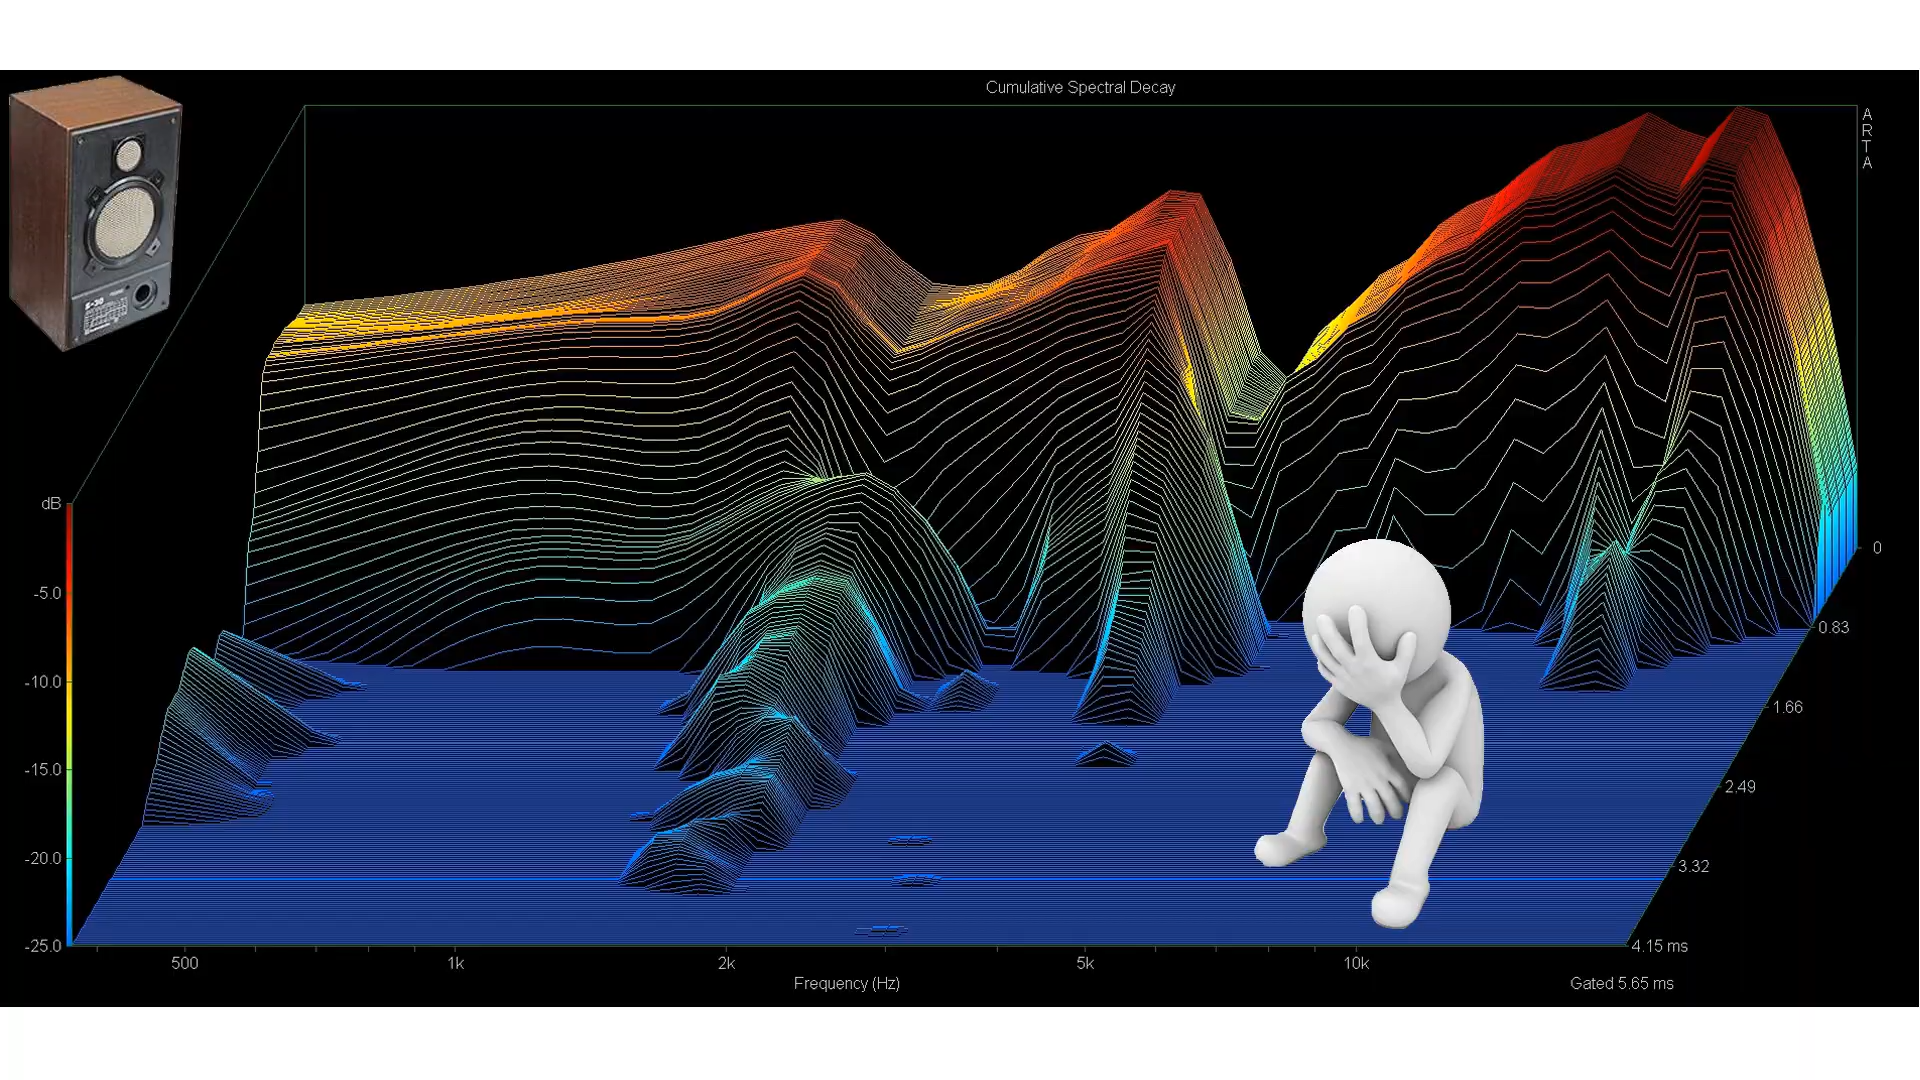 Cumulative Spectral Decay
A
R
T
A
S-30
dB
-5.0
-10.0
-15.0
-20.0
-25.0
0
0.83
1.66
2.49
3.32
4.15 ms
500
1k
2k
5k
10k
Frequency (Hz)
Gated 5.65 ms